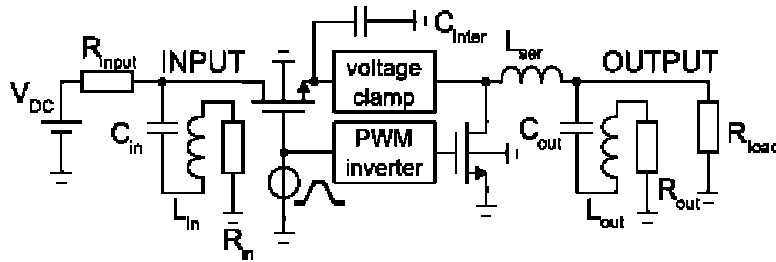 R_input
INPUT
C_inter
L_ser
OUTPUT
V_DC
voltage
clamp
C_in
PWM
inverter
C_out
R_load
L_in
R_in
L_out
R_out